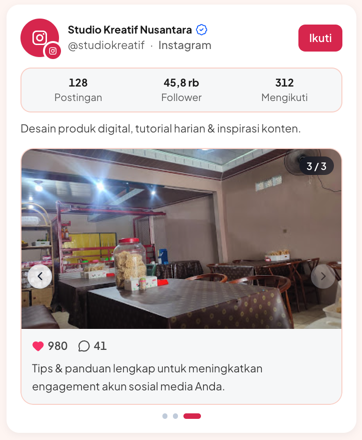 Studio Kreatif Nusantara
@studiokreatif · Instagram
Ikuti
128
Postingan
45,8 rb
Follower
312
Mengikuti
Desain produk digital, tutorial harian & inspirasi konten.
3 / 3
980
41
Tips & panduan lengkap untuk meningkatkan
engagement akun sosial media Anda.